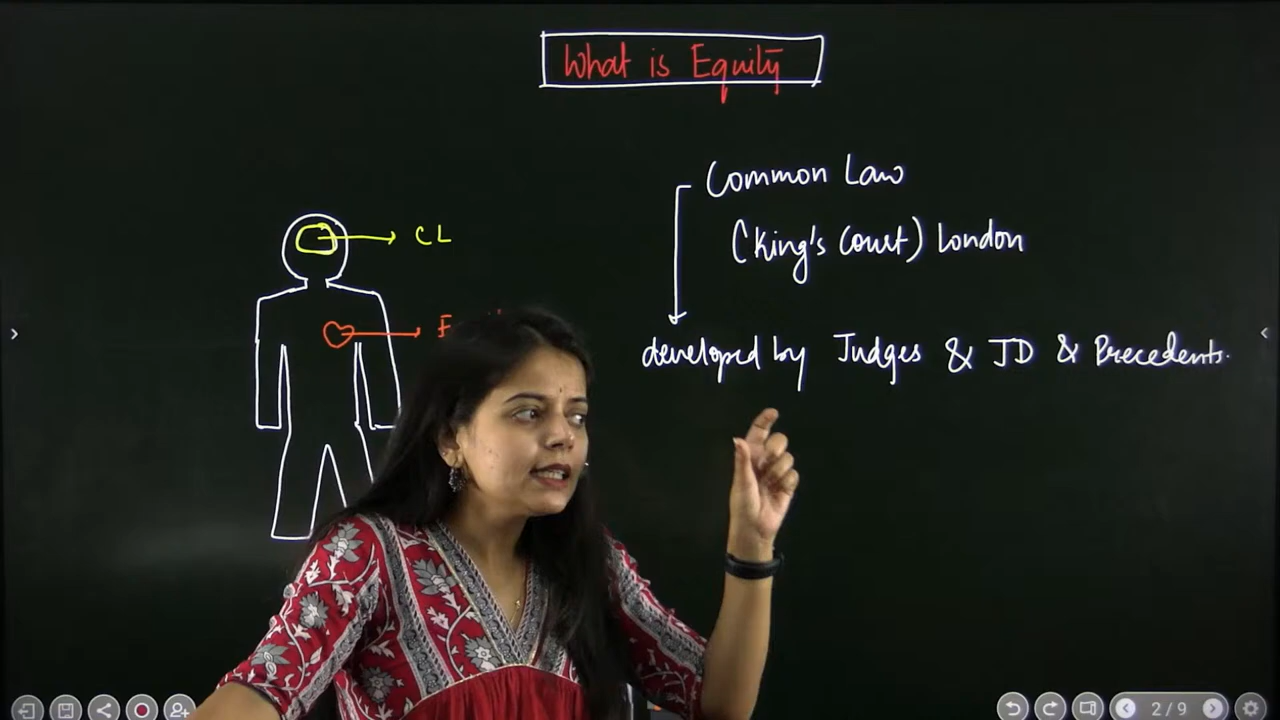 What is Equity
Common Law
(King's Court) London
CL
developed by Judges & JD & Precedents.
2/9